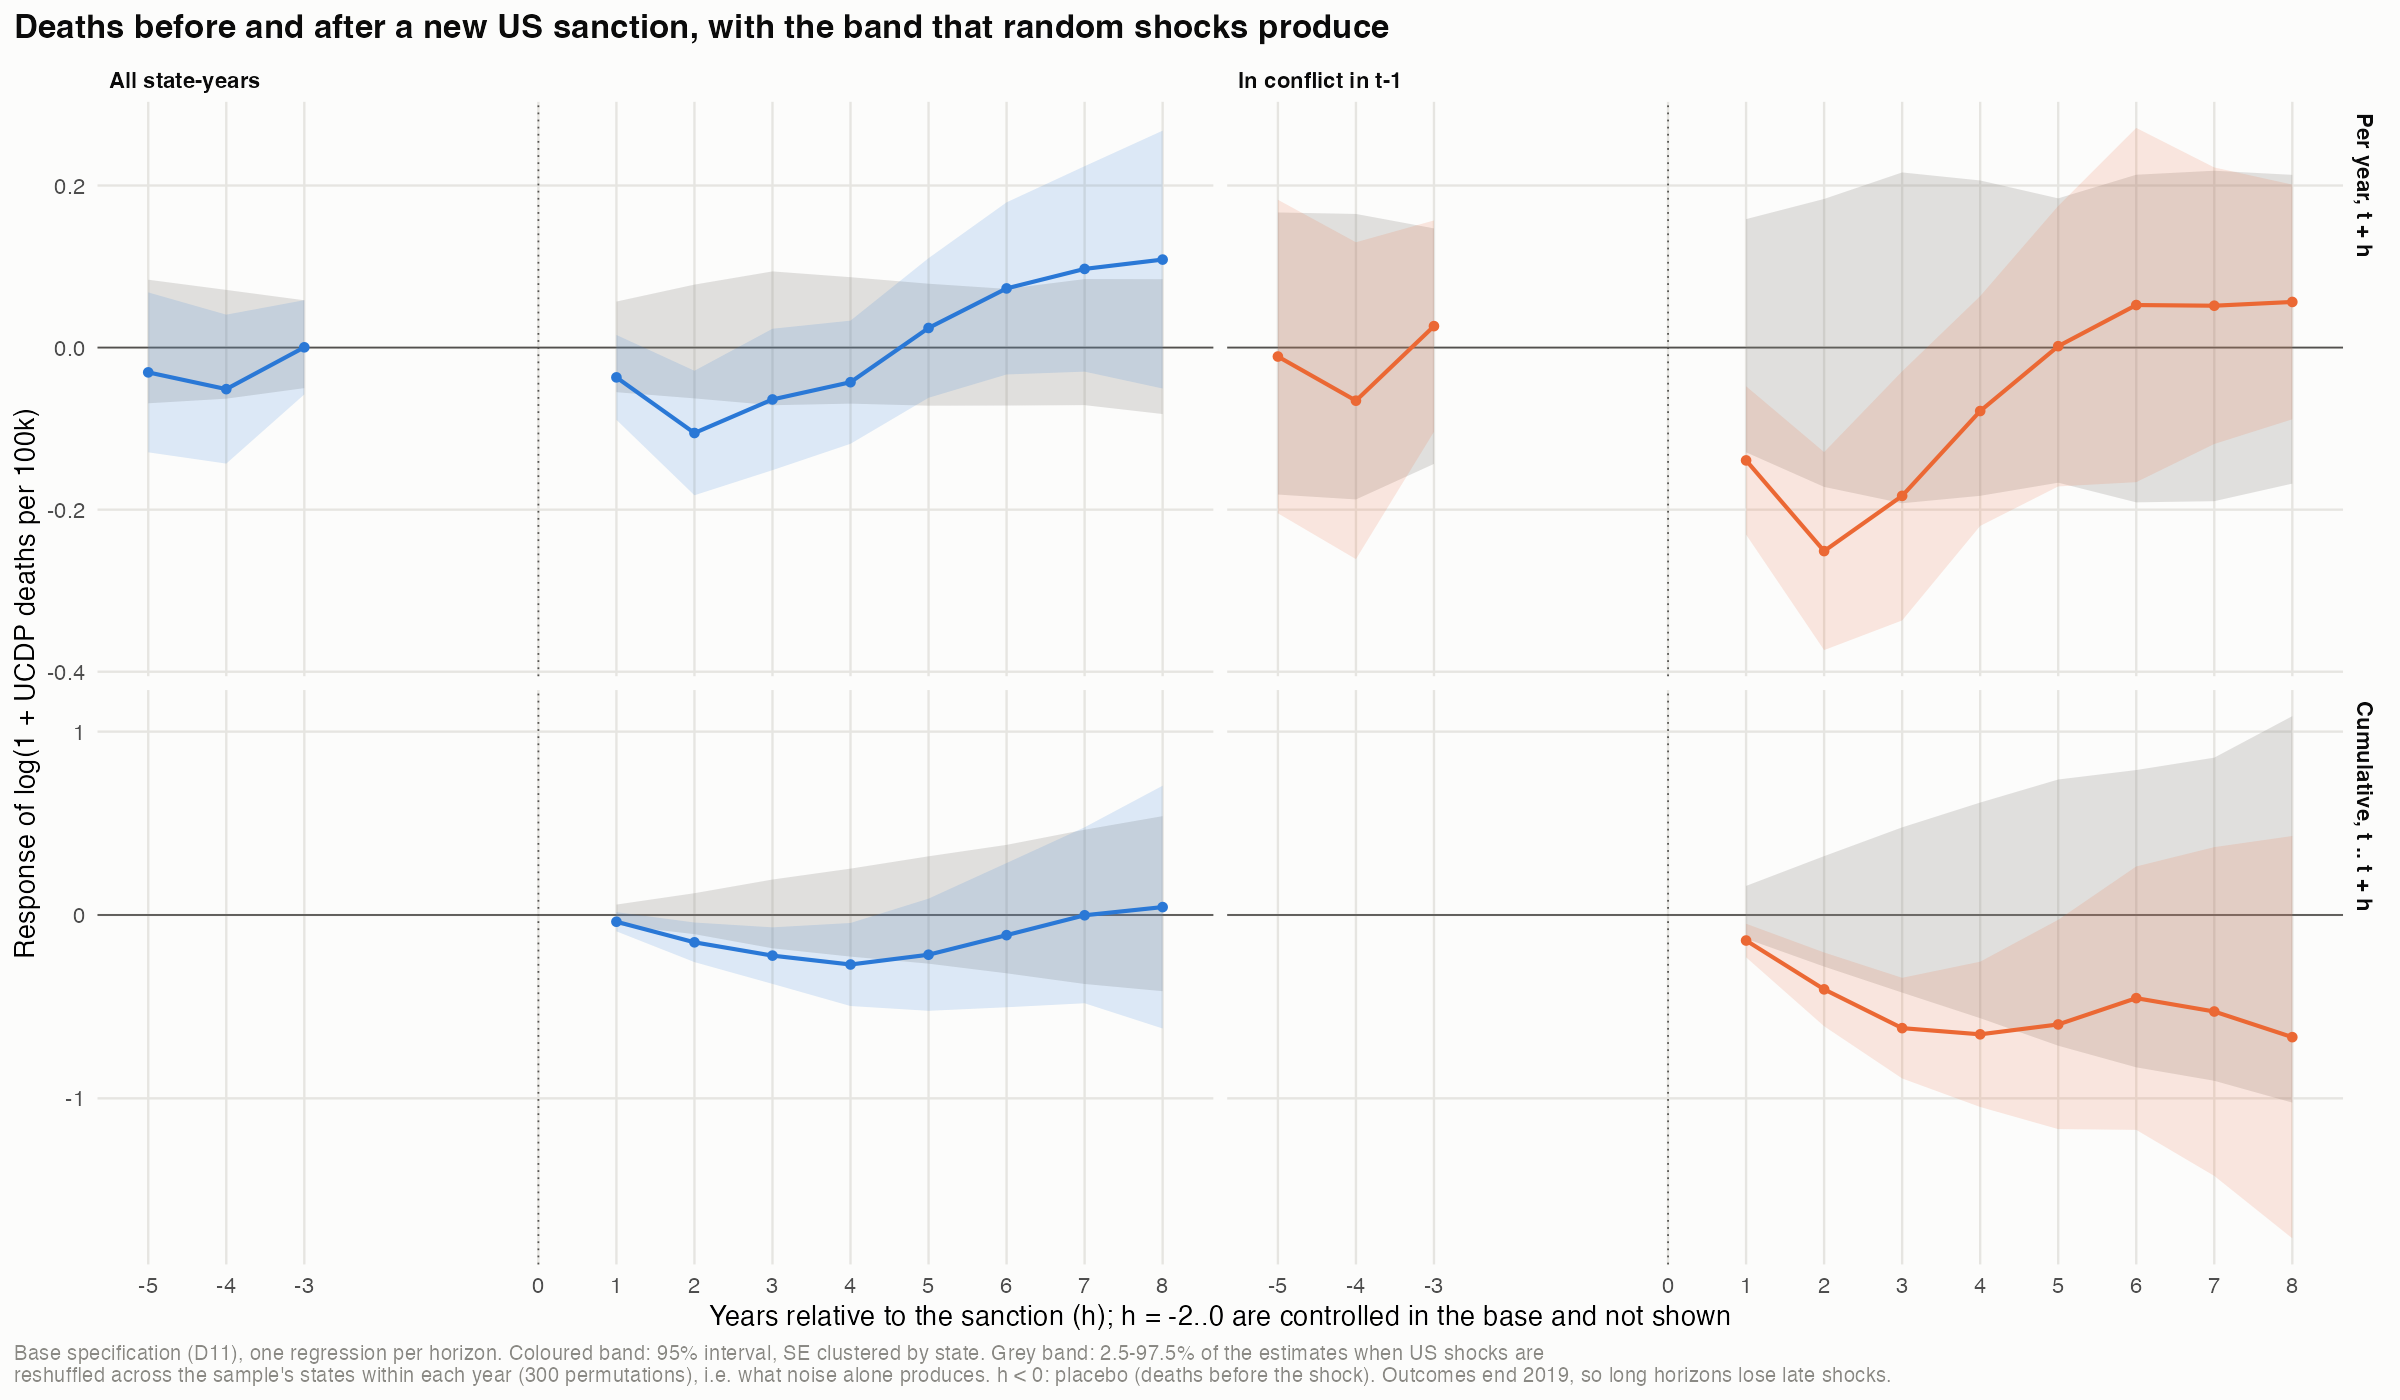 Deaths before and after a new US sanction, with the band that random shocks produce
All state-years
In conflict in t-1
Per year, t + h
Cumulative, t .. t + h
Response of log(1 + UCDP deaths per 100k)
0.2
0.0
-0.2
-0.4
1
0
-1
-5 -4 -3 0 1 2 3 4 5 6 7 8
-5 -4 -3 0 1 2 3 4 5 6 7 8
Years relative to the sanction (h); h = -2..0 are controlled in the base and not shown
Base specification (D11), one regression per horizon. Coloured band: 95% interval, SE clustered by state. Grey band: 2.5-97.5% of the estimates when US shocks are
reshuffled across the sample's states within each year (300 permutations), i.e. what noise alone produces. h < 0: placebo (deaths before the shock). Outcomes end 2019, so long horizons lose late shocks.